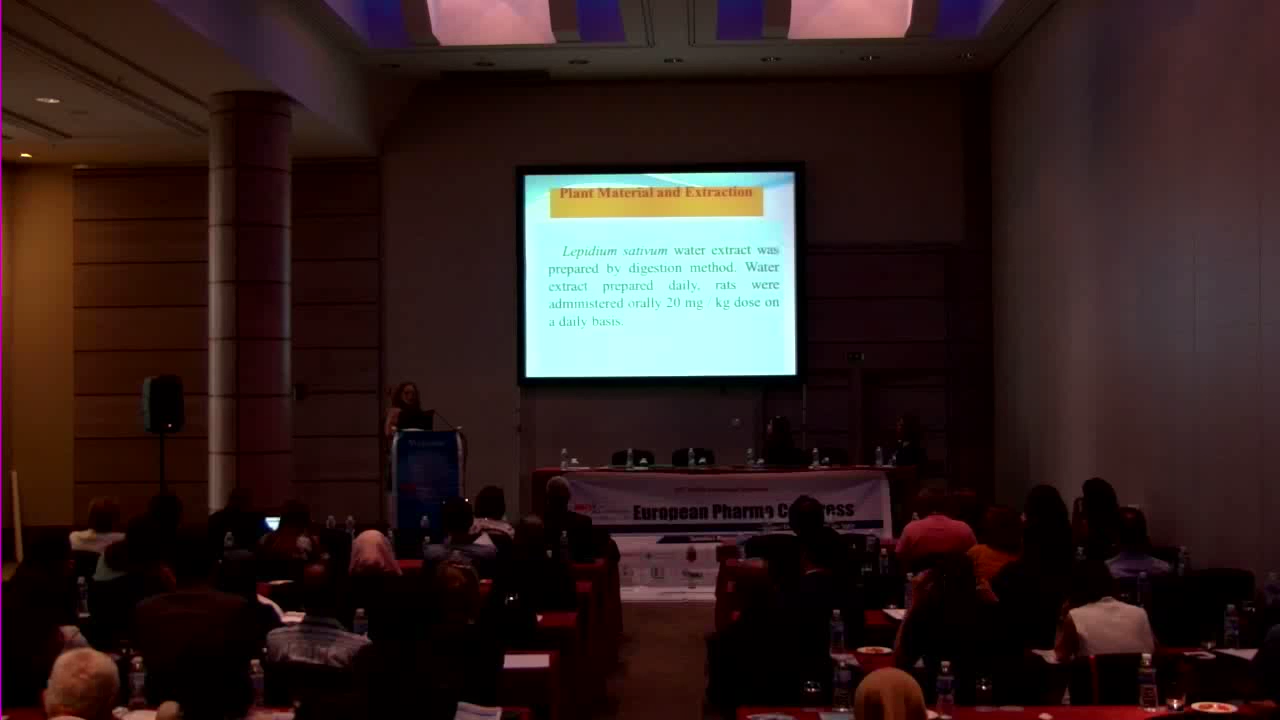 Plant Material and Extraction
Lepidium sativum water extract was
prepared by digestion method. Water
extract prepared daily, rats were
administered orally 20 mg / kg dose on
a daily basis.
European Pharma Congress